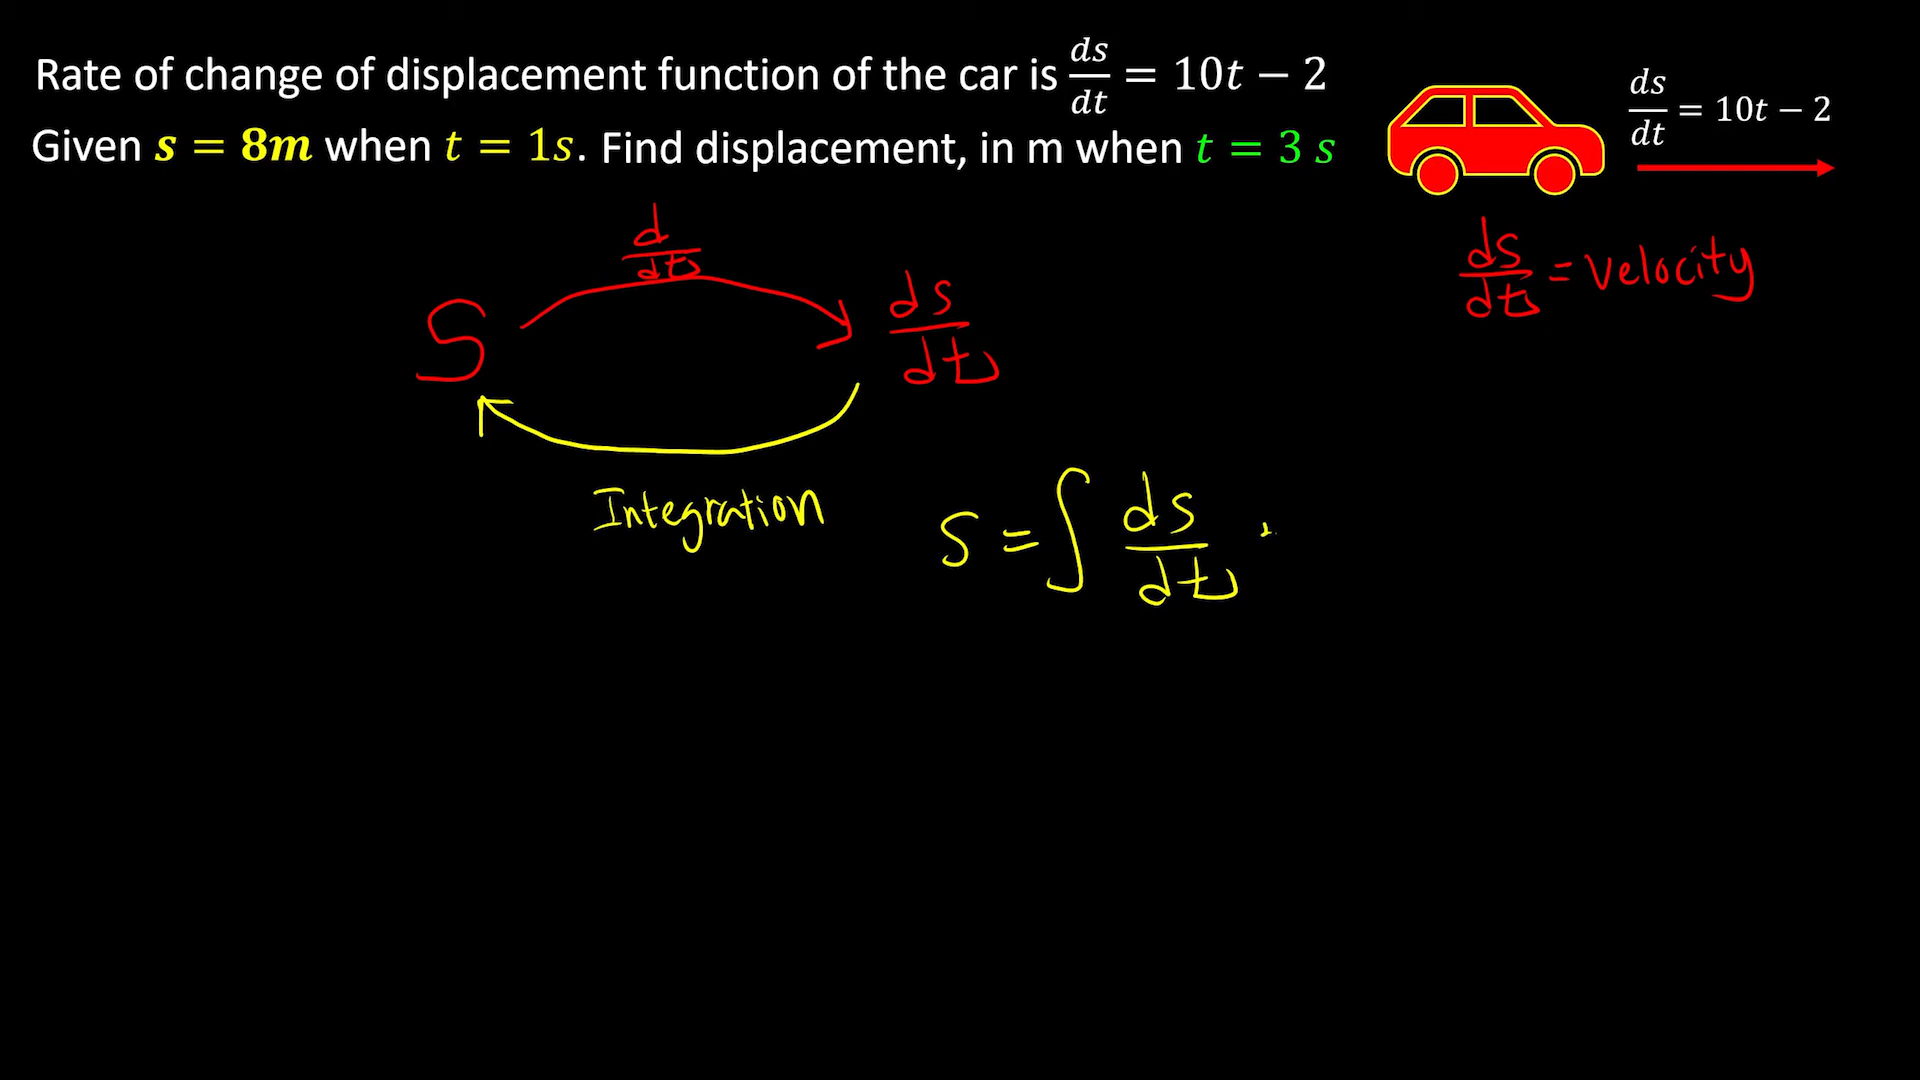 Rate of change of displacement function of the car is ds/dt = 10t − 2
Given s = 8m when t = 1s. Find displacement, in m when t = 3 s
ds/dt = 10t − 2
ds/dt = velocity
d/dt
S
ds/dt
Integration
S = ∫ ds/dt